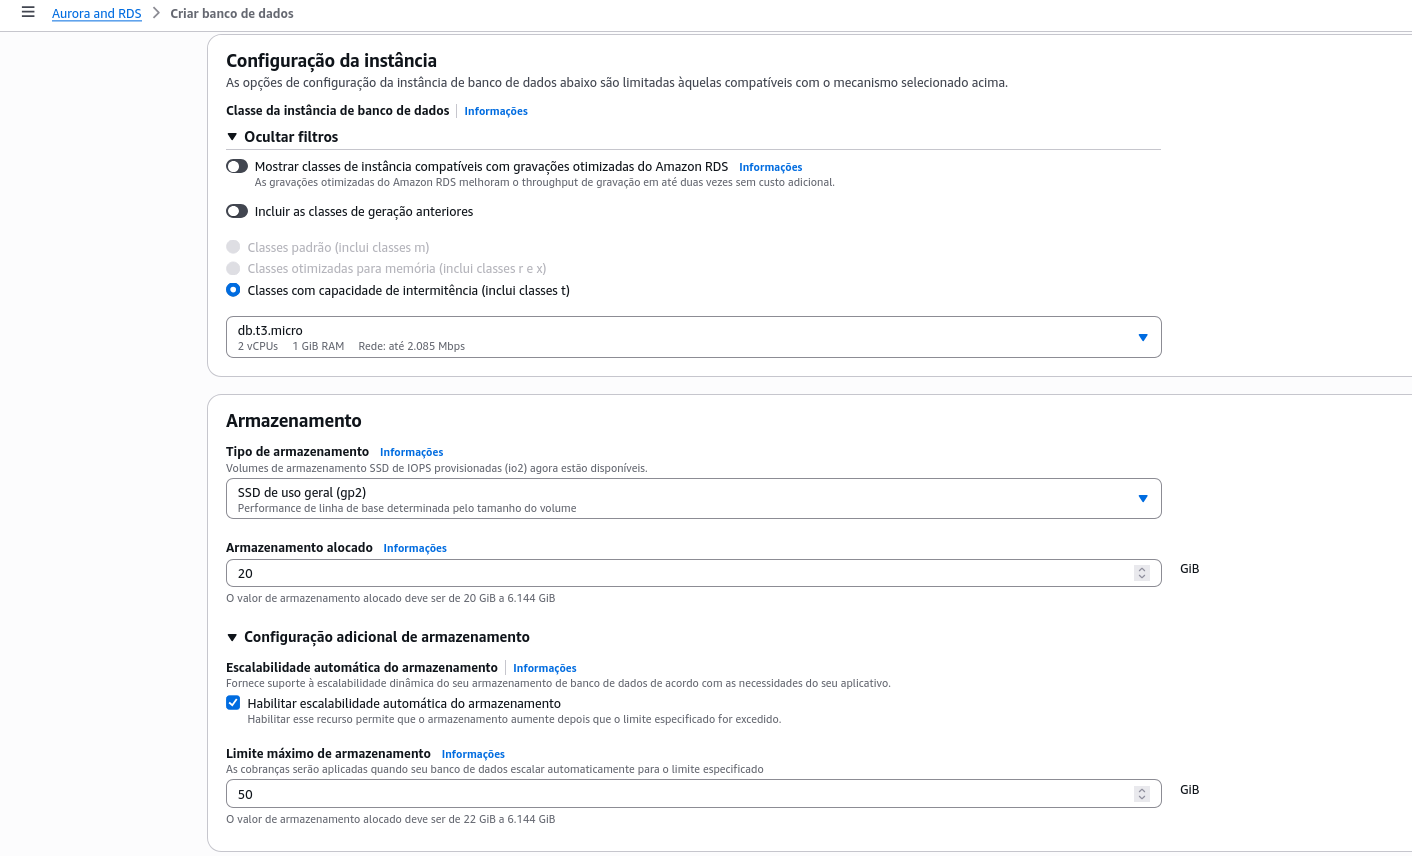 Aurora and RDS > Criar banco de dados
Configuração da instância
As opções de configuração da instância de banco de dados abaixo são limitadas àquelas compatíveis com o mecanismo selecionado acima.
Classe da instância de banco de dados | Informações
Ocultar filtros
Mostrar classes de instância compatíveis com gravações otimizadas do Amazon RDS Informações
As gravações otimizadas do Amazon RDS melhoram o throughput de gravação em até duas vezes sem custo adicional.
Incluir as classes de geração anteriores
Classes padrão (inclui classes m)
Classes otimizadas para memória (inclui classes r e x)
Classes com capacidade de intermitência (inclui classes t)
db.t3.micro
2 vCPUs 1 GiB RAM Rede: até 2.085 Mbps
Armazenamento
Tipo de armazenamento Informações
Volumes de armazenamento SSD de IOPS provisionadas (io2) agora estão disponíveis.
SSD de uso geral (gp2)
Performance de linha de base determinada pelo tamanho do volume
Armazenamento alocado Informações
20 GiB
O valor de armazenamento alocado deve ser de 20 GiB a 6.144 GiB
Configuração adicional de armazenamento
Escalabilidade automática do armazenamento | Informações
Fornece suporte à escalabilidade dinâmica do seu armazenamento de banco de dados de acordo com as necessidades do seu aplicativo.
Habilitar escalabilidade automática do armazenamento
Habilitar esse recurso permite que o armazenamento aumente depois que o limite especificado for excedido.
Limite máximo de armazenamento Informações
As cobranças serão aplicadas quando seu banco de dados escalar automaticamente para o limite especificado
50 GiB
O valor de armazenamento alocado deve ser de 22 GiB a 6.144 GiB